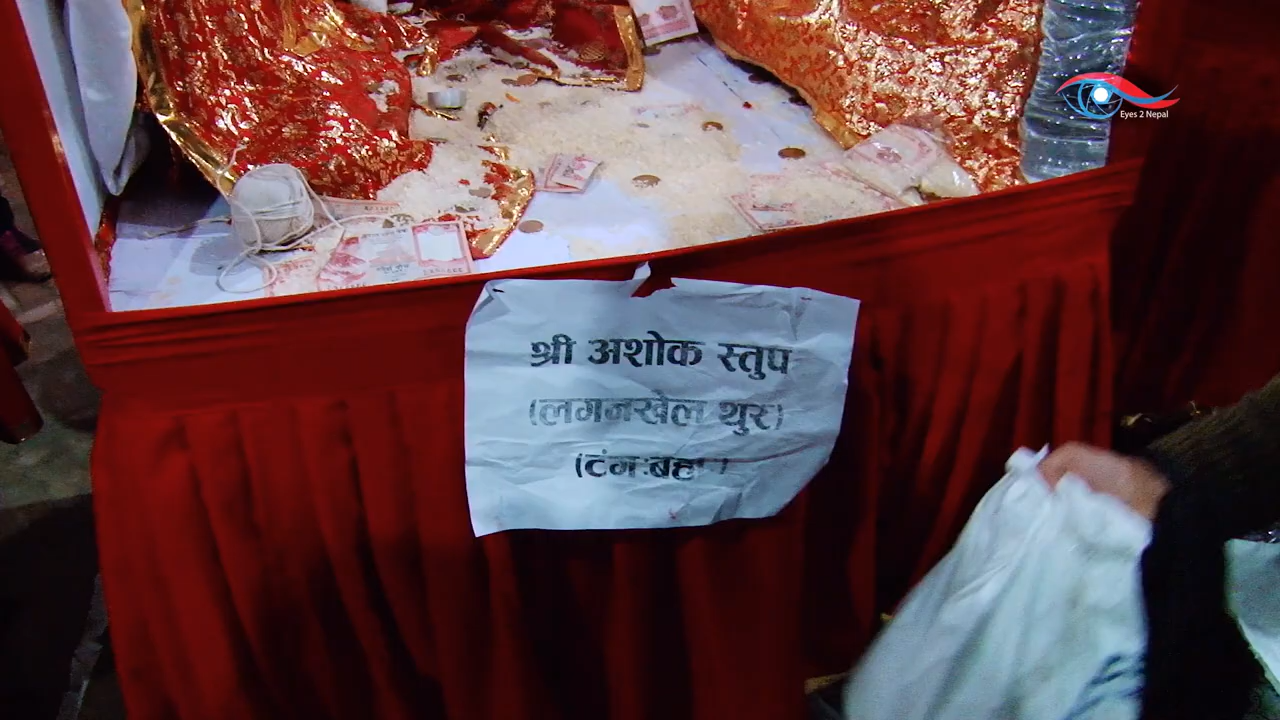 Eyes 2 Nepal
श्री अशोक स्तुप
(लगनखेल थुर)